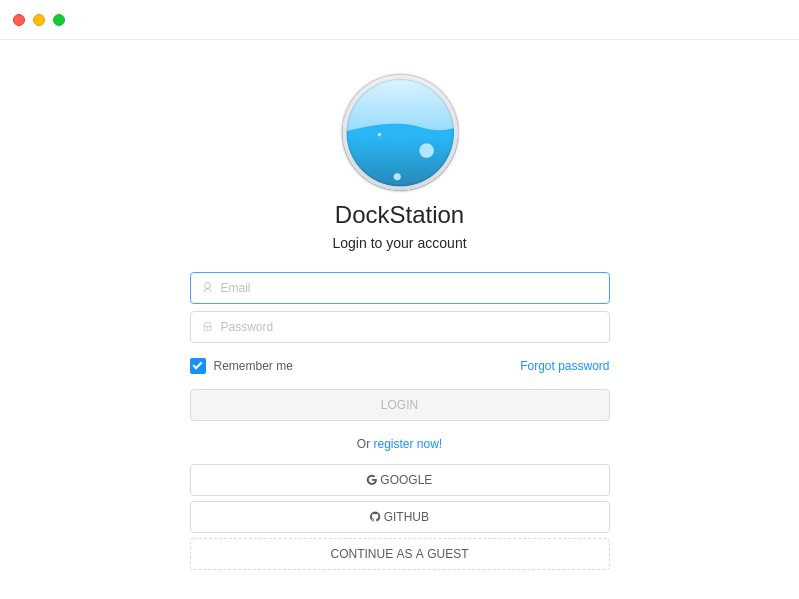 DockStation
Login to your account
Email
Password
Remember me Forgot password
LOGIN
Or register now!
GOOGLE
GITHUB
CONTINUE AS A GUEST